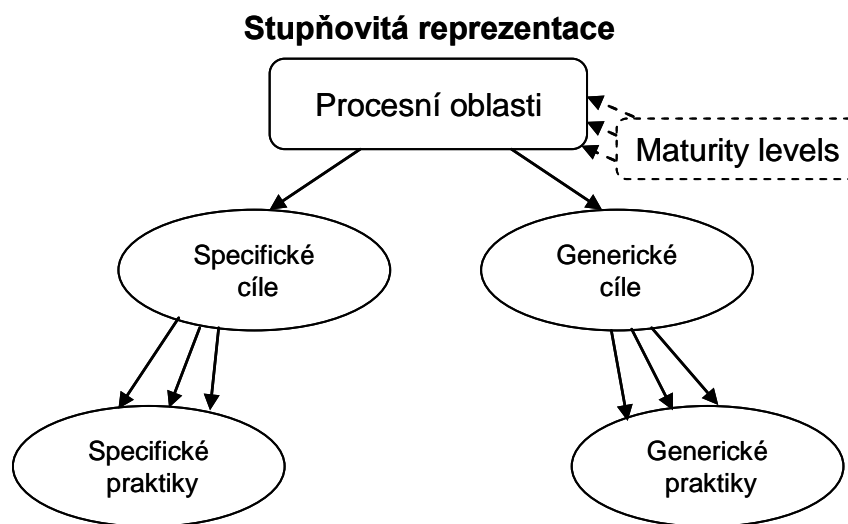 Stupňovitá reprezentace
Procesní oblasti
Maturity levels
Specifické
cíle
Generické
cíle
Specifické
praktiky
Generické
praktiky